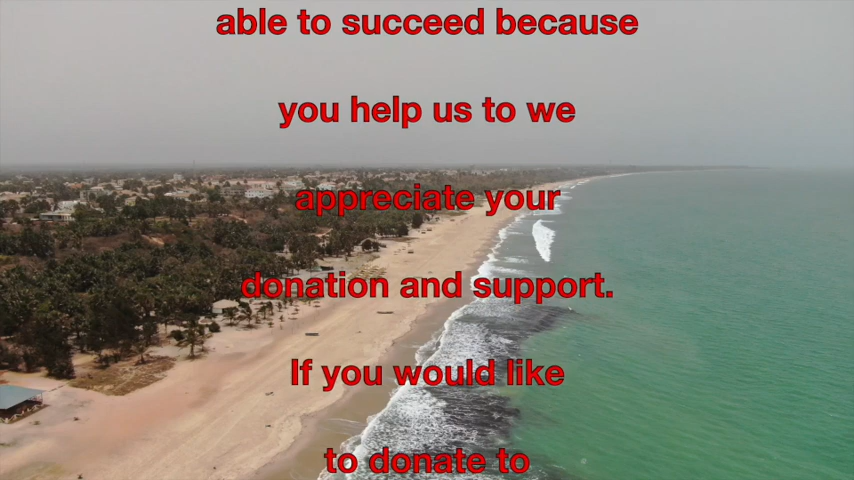 able to succeed because
you help us to we
appreciate your
donation and support.
If you would like
to donate to